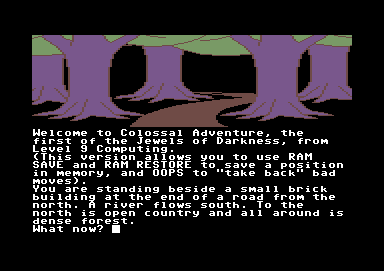 Welcome to Colossal Adventure, the
first of the Jewels of Darkness, from
Level 9 Computing.
(This version allows you to use RAM
SAVE and RAM RESTORE to save a position
in memory, and OOPS to "take back" bad
moves).
You are standing beside a small brick
building at the end of a road from the
north. A river flows south. To the
north is open country and all around is
dense forest.
What now?